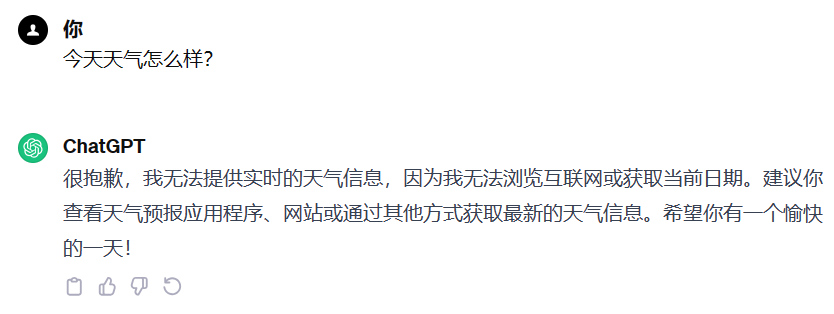 你
今天天气怎么样?
ChatGPT
很抱歉，我无法提供实时的天气信息，因为我无法浏览互联网或获取当前日期。建议你
查看天气预报应用程序、网站或通过其他方式获取最新的天气信息。希望你有一个愉快
的一天！